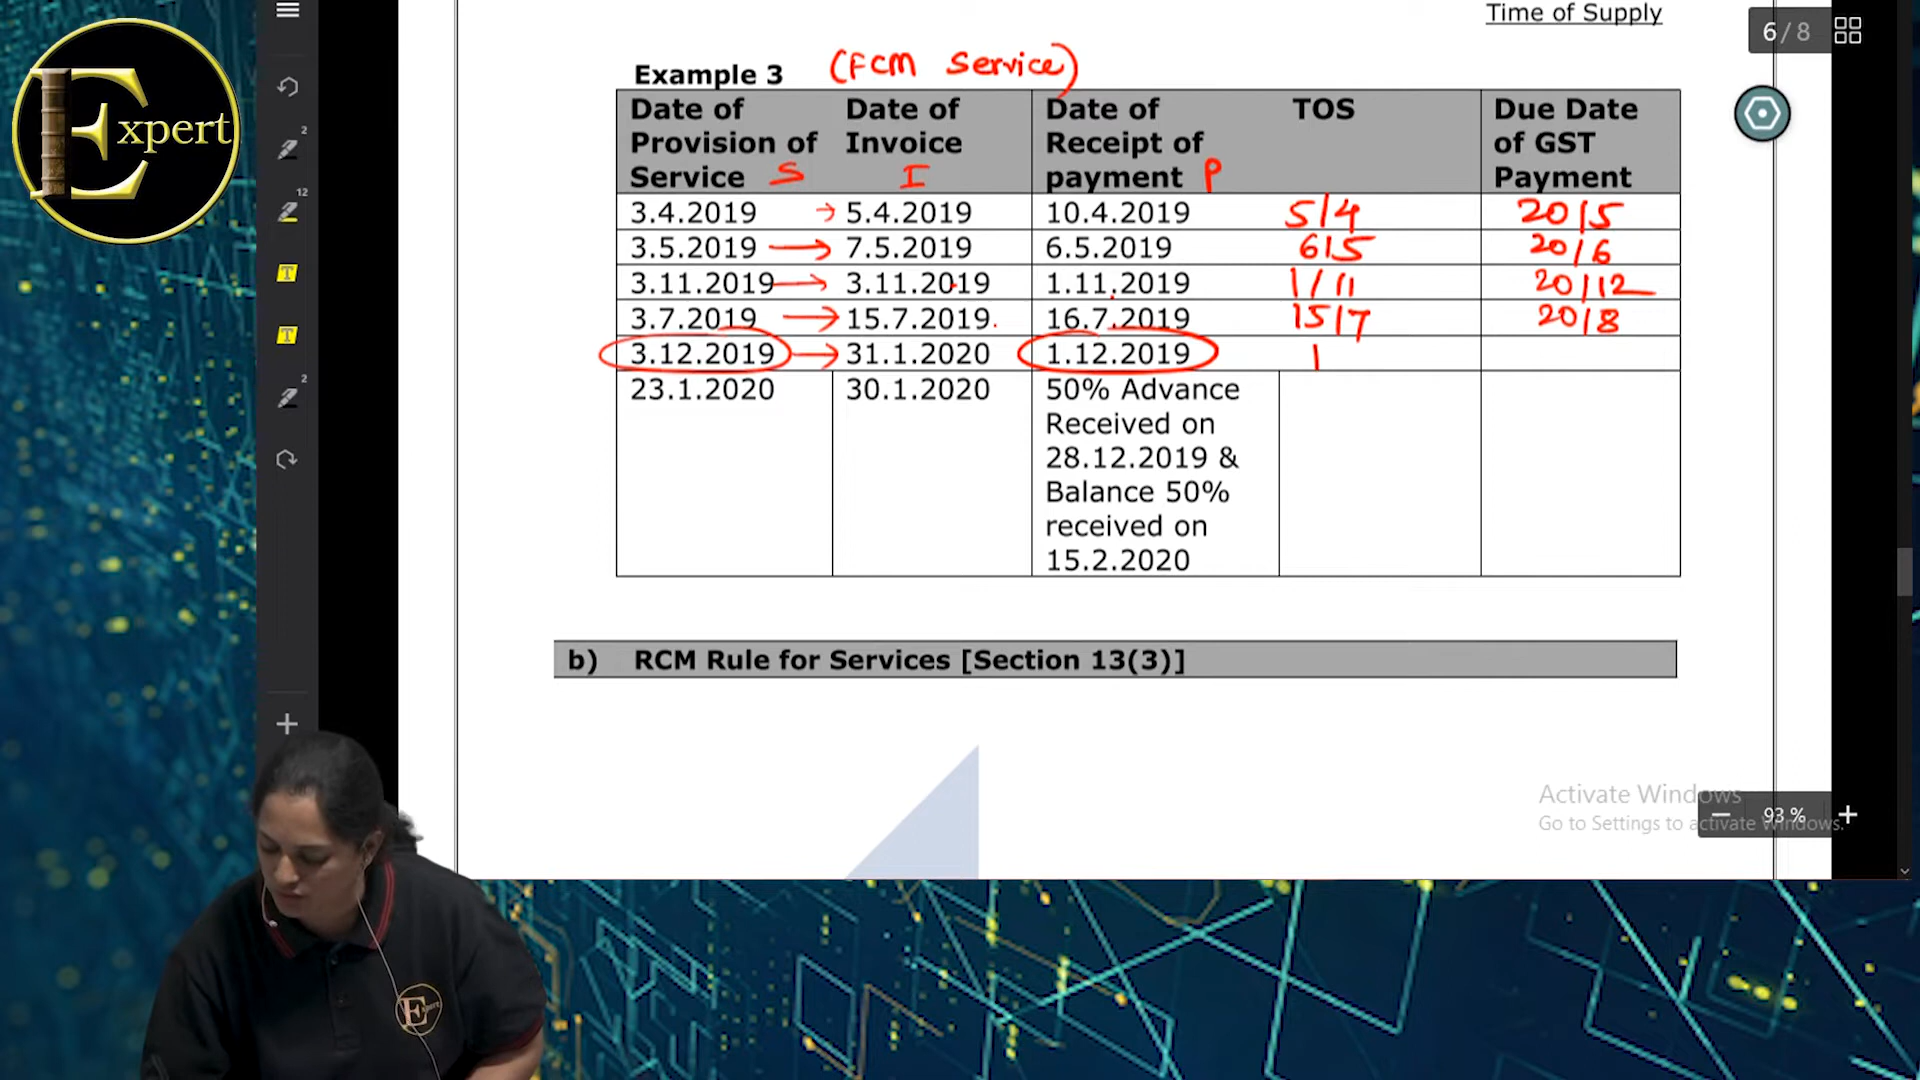 Expert
Time of Supply
6 / 8
Example 3 (FCM Service)
Date of Provision of Service S | Date of Invoice I | Date of Receipt of payment P | TOS | Due Date of GST Payment
3.4.2019 → 5.4.2019 10.4.2019 5/4 20/5
3.5.2019 → 7.5.2019 6.5.2019 6/5 20/6
3.11.2019 → 3.11.2019 1.11.2019 1/11 20/12
3.7.2019 → 15.7.2019 16.7.2019 15/7 20/8
3.12.2019 → 31.1.2020 1.12.2019 1
23.1.2020 30.1.2020 50% Advance
Received on
28.12.2019 &
Balance 50%
received on
15.2.2020
b) RCM Rule for Services [Section 13(3)]
Activate Windows
Go to Settings to activate Windows.
93 %
2
12
T
T
2
Expert